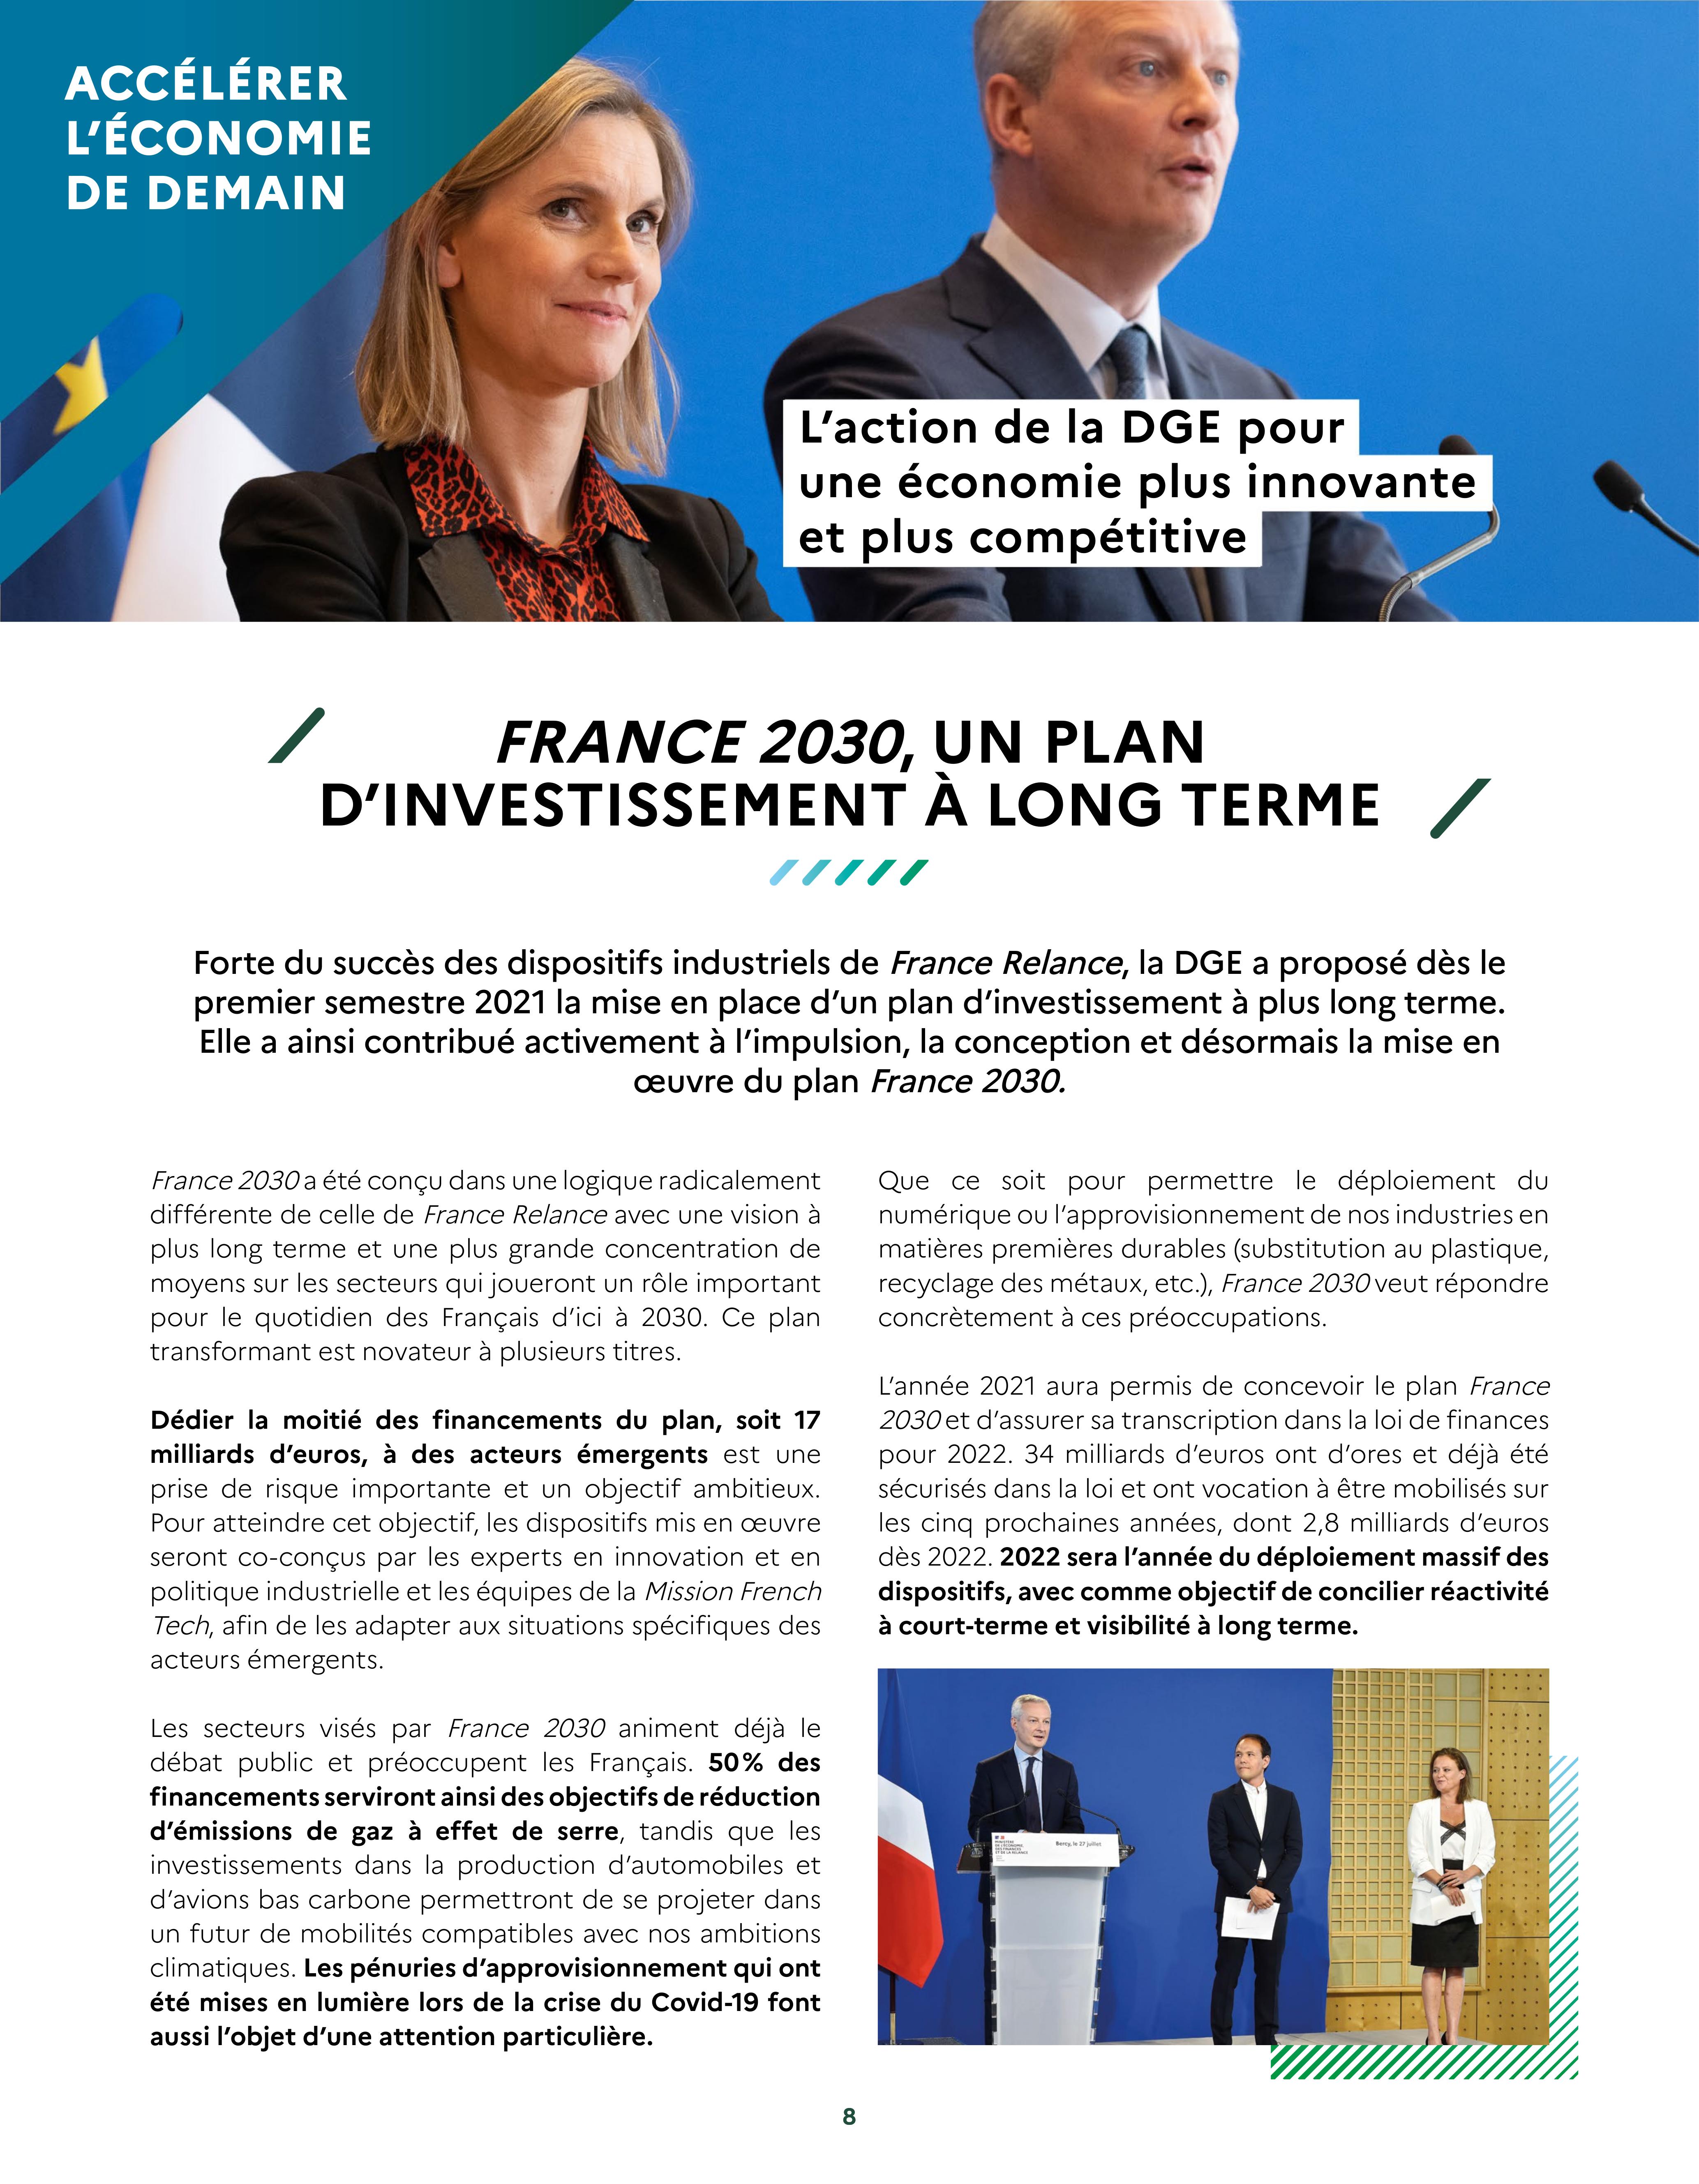 ACCÉLÉRER
L'ÉCONOMIE
DE DEMAIN
L'action de la DGE pour
une économie plus innovante
et plus compétitive
FRANCE 2030, UN PLAN
D'INVESTISSEMENT À LONG TERME
Forte du succès des dispositifs industriels de France Relance, la DGE a proposé dès le
premier semestre 2021 la mise en place d'un plan d'investissement à plus long terme.
Elle a ainsi contribué activement à l'impulsion, la conception et désormais la mise en
œuvre du plan France 2030.
France 2030 a été conçu dans une logique radicalement
différente de celle de France Relance avec une vision à
plus long terme et une plus grande concentration de
moyens sur les secteurs qui joueront un rôle important
pour le quotidien des Français d'ici à 2030. Ce plan
transformant est novateur à plusieurs titres.
Dédier la moitié des financements du plan, soit 17
milliards d'euros, à des acteurs émergents est une
prise de risque importante et un objectif ambitieux.
Pour atteindre cet objectif, les dispositifs mis en œuvre
seront co-conçus par les experts en innovation et en
politique industrielle et les équipes de la Mission French
Tech, afin de les adapter aux situations spécifiques des
acteurs émergents.
Les secteurs visés par France 2030 animent déjà le
débat public et préoccupent les Français. 50 % des
financements serviront ainsi des objectifs de réduction
d'émissions de gaz à effet de serre, tandis que les
investissements dans la production d'automobiles et
d'avions bas carbone permettront de se projeter dans
un futur de mobilités compatibles avec nos ambitions
climatiques. Les pénuries d'approvisionnement qui ont
été mises en lumière lors de la crise du Covid-19 font
aussi l'objet d'une attention particulière.
Que ce soit pour permettre le déploiement du
numérique ou l'approvisionnement de nos industries en
matières premières durables (substitution au plastique,
recyclage des métaux, etc.), France 2030 veut répondre
concrètement à ces préoccupations.
L'année 2021 aura permis de concevoir le plan France
2030 et d'assurer sa transcription dans la loi de finances
pour 2022. 34 milliards d'euros ont d'ores et déjà été
sécurisés dans la loi et ont vocation à être mobilisés sur
les cinq prochaines années, dont 2,8 milliards d'euros
dès 2022. 2022 sera l'année du déploiement massif des
dispositifs, avec comme objectif de concilier réactivité
à court-terme et visibilité à long terme.
MINISTÈRE
DE L'ÉCONOMIE,
DES FINANCES
ET DE LA RELANCE
Bercy, le 27 juillet
8